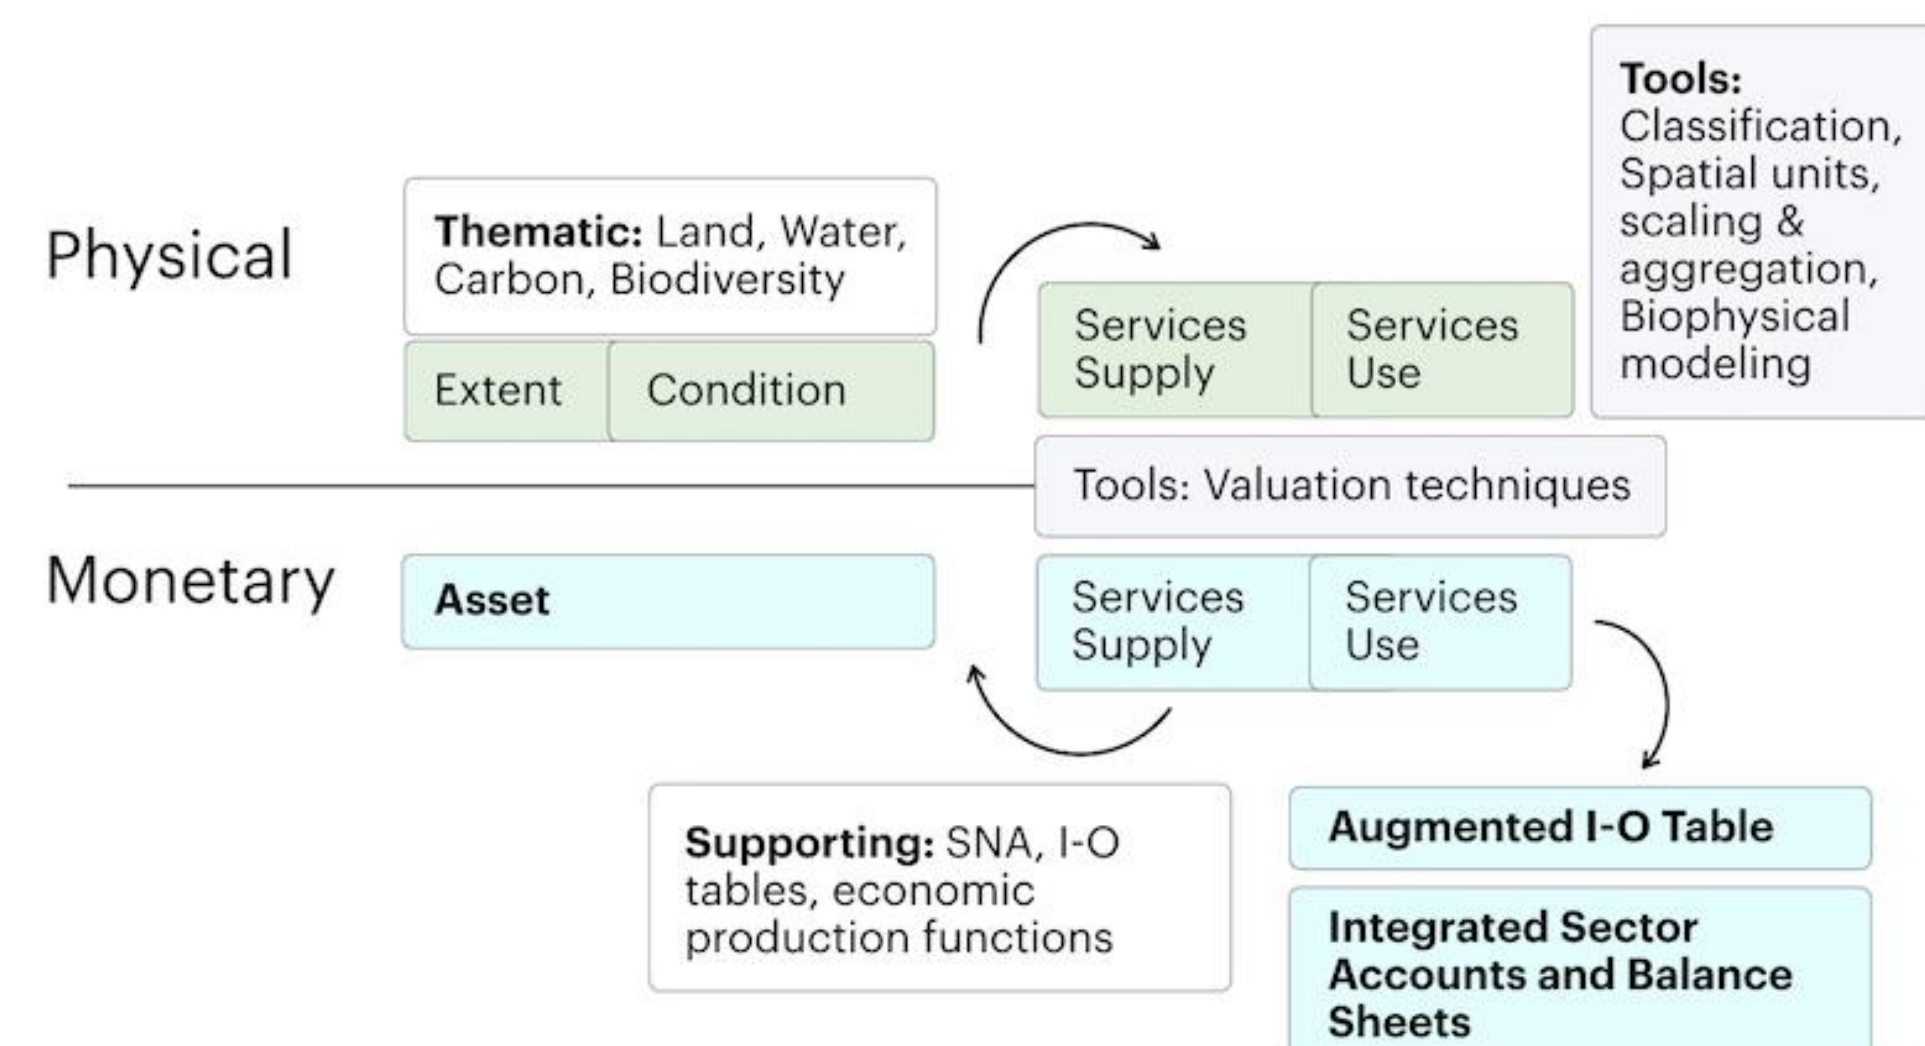 Physical
Thematic: Land, Water,
Carbon, Biodiversity
Extent
Condition
Services
Supply
Services
Use
Tools:
Classification,
Spatial units,
scaling &
aggregation,
Biophysical
modeling
Tools: Valuation techniques
Monetary
Asset
Services
Supply
Services
Use
Supporting: SNA, I-O
tables, economic
production functions
Augmented I-O Table
Integrated Sector
Accounts and Balance
Sheets